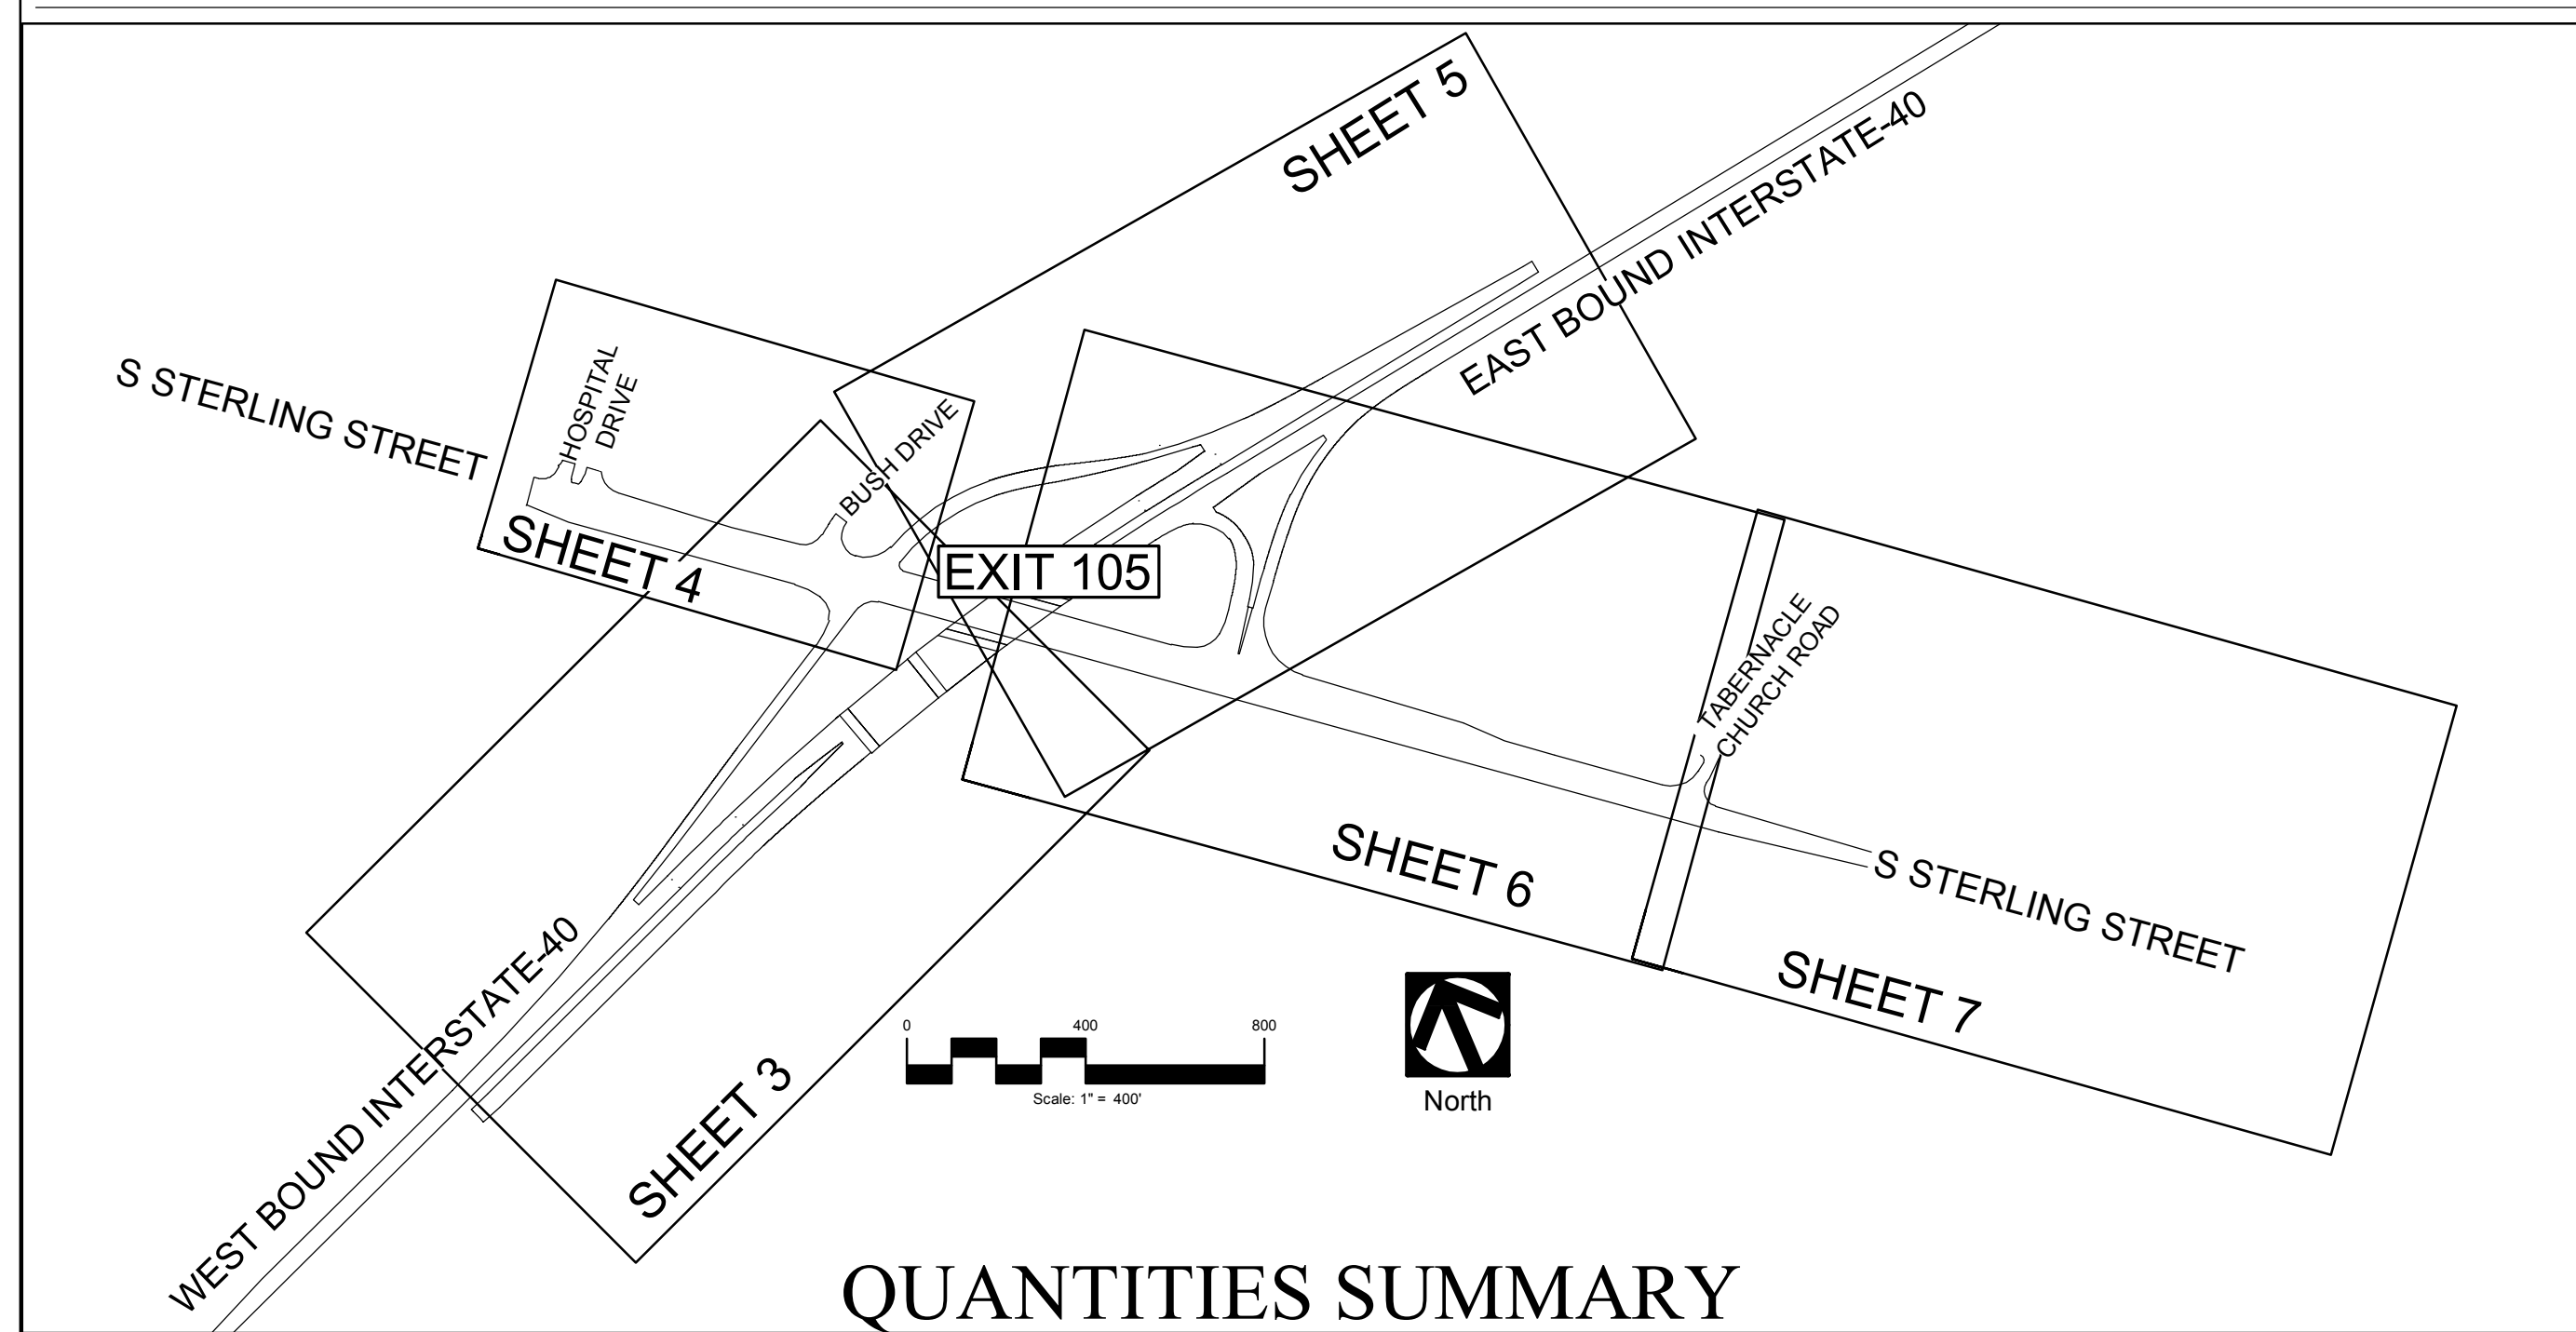 SHEET 5
EAST BOUND INTERSTATE-40
S STERLING STREET
HOSPITAL
DRIVE
BUSH DRIVE
SHEET 4
EXIT 105
TABERNACLE
CHURCH ROAD
SHEET 6
S STERLING STREET
SHEET 7
WEST BOUND INTERSTATE-40
SHEET 3
0 400 800
Scale: 1" = 400'
North
QUANTITIES SUMMARY